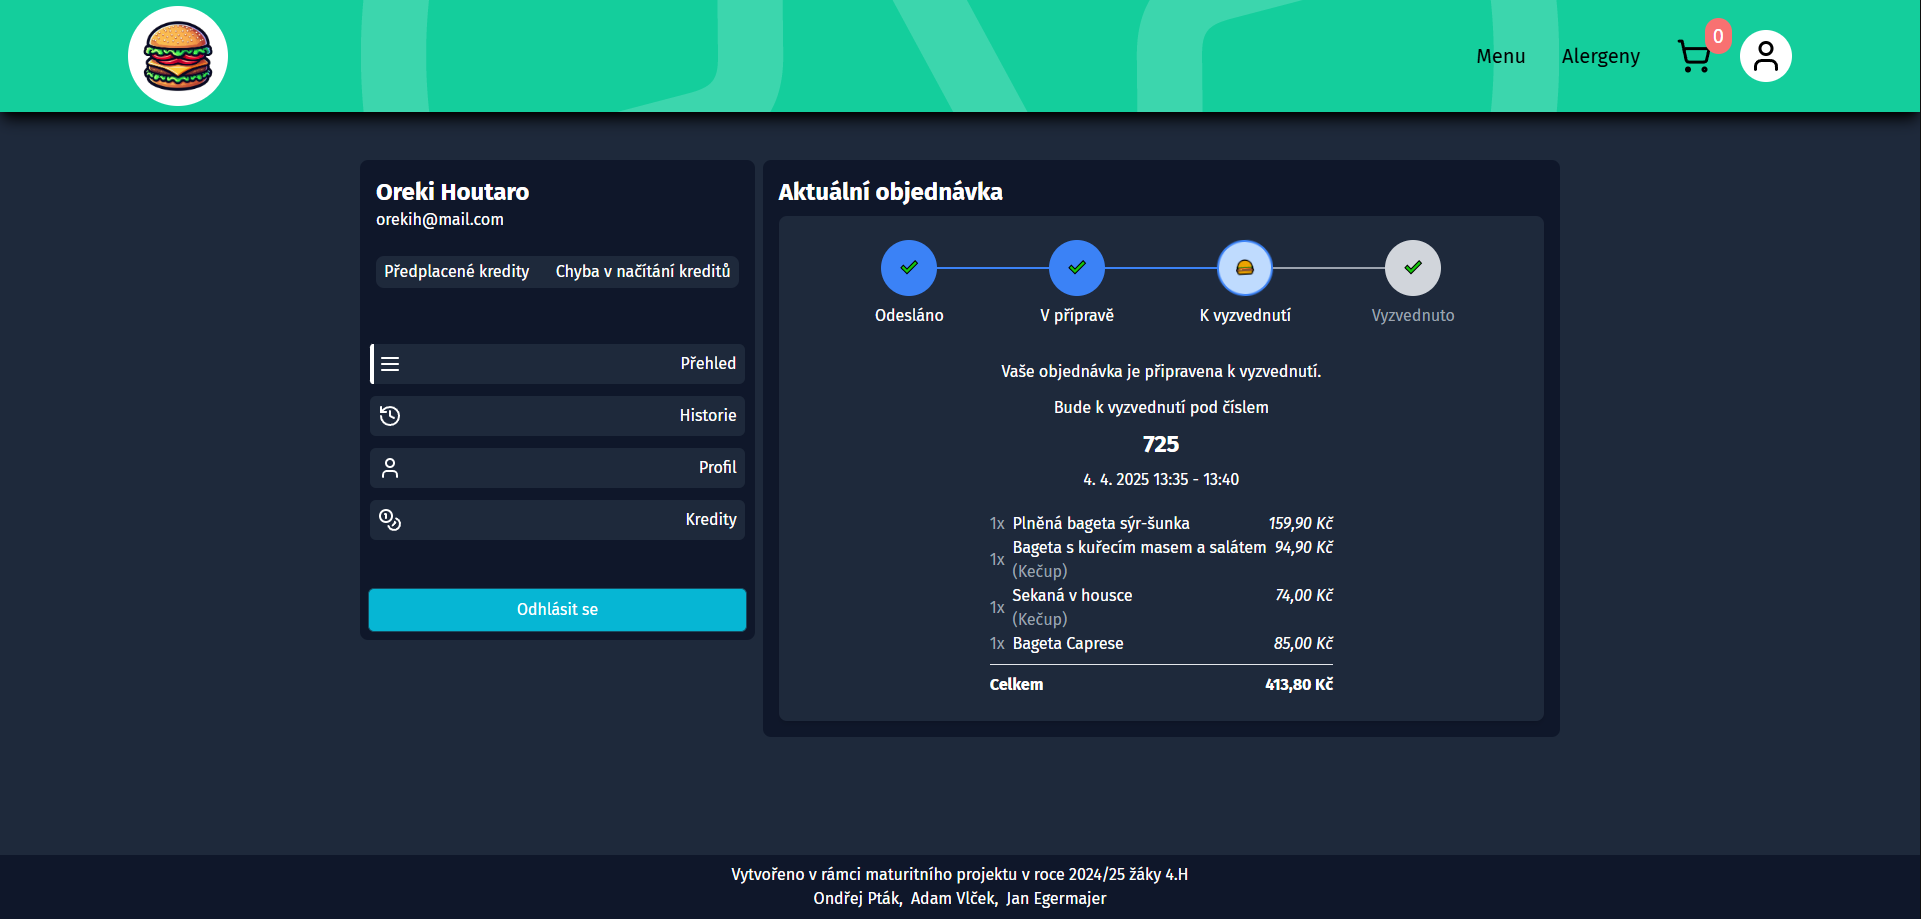 Menu
Alergeny
0
Oreki Houtaro
orekih@mail.com
Předplacené kredity Chyba v načítání kreditů
Přehled
Historie
Profil
Kredity
Odhlásit se
Aktuální objednávka
Odesláno
V přípravě
K vyzvednutí
Vyzvednuto
Vaše objednávka je připravena k vyzvednutí.
Bude k vyzvednutí pod číslem
725
4. 4. 2025 13:35 - 13:40
1x Plněná bageta sýr-šunka 159,90 Kč
1x Bageta s kuřecím masem a salátem 94,90 Kč
(Kečup)
1x Sekaná v housce 74,00 Kč
(Kečup)
1x Bageta Caprese 85,00 Kč
Celkem 413,80 Kč
Vytvořeno v rámci maturitního projektu v roce 2024/25 žáky 4.H
Ondřej Pták, Adam Vlček, Jan Egermajer